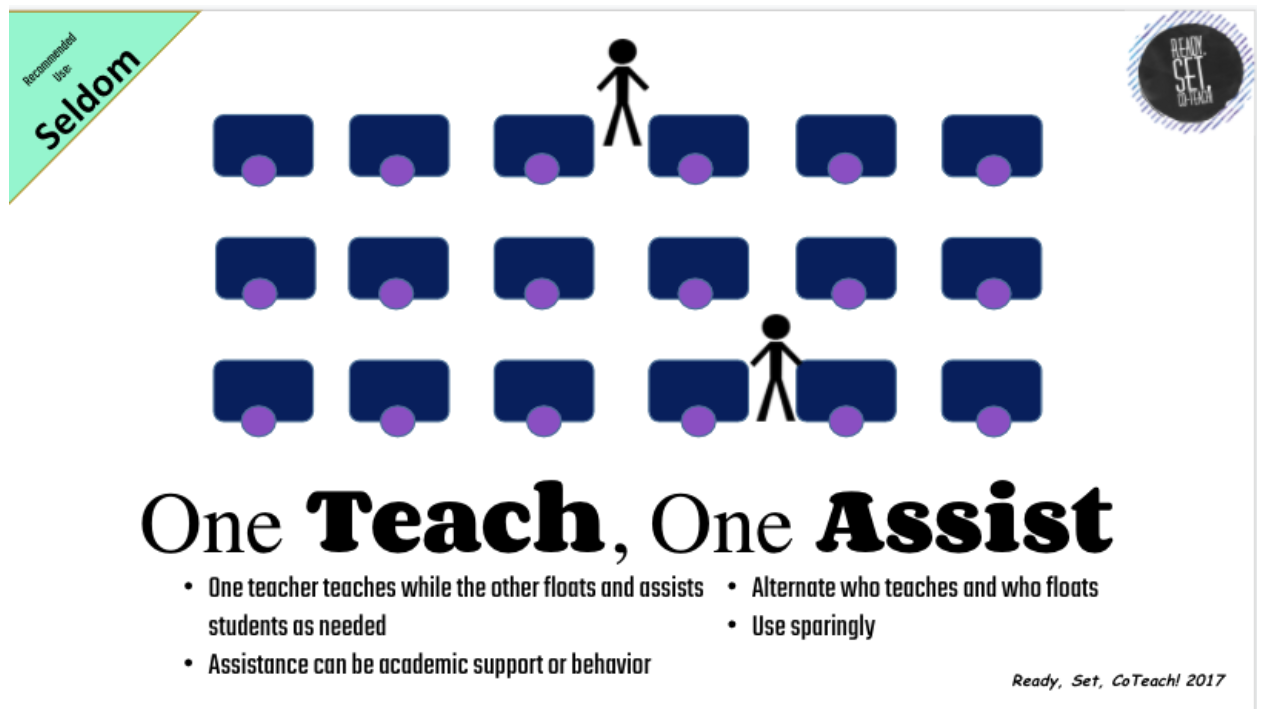 Recommended
Use:
Seldom
READY,
SET,
CO-TEACH!
One Teach, One Assist
• One teacher teaches while the other floats and assists
students as needed
• Assistance can be academic support or behavior
• Alternate who teaches and who floats
• Use sparingly
Ready, Set, CoTeach! 2017